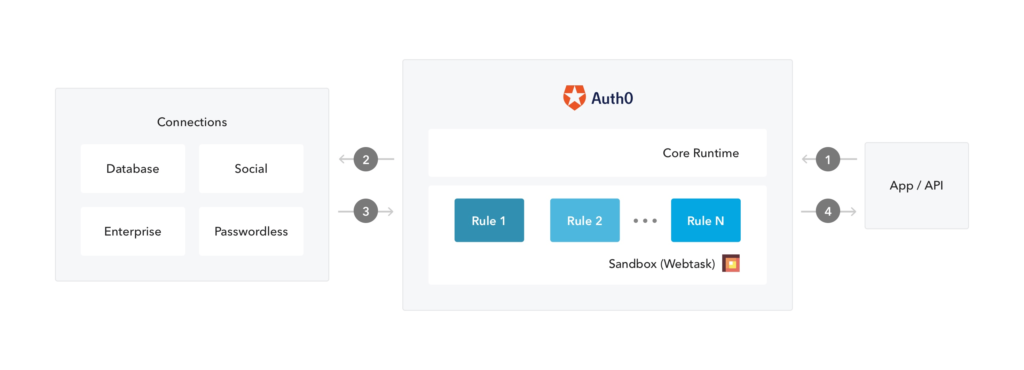 Connections
Database
Social
Enterprise
Passwordless
2
3
Auth0
Core Runtime
Rule 1
Rule 2
Rule N
Sandbox (Webtask)
1
4
App / API